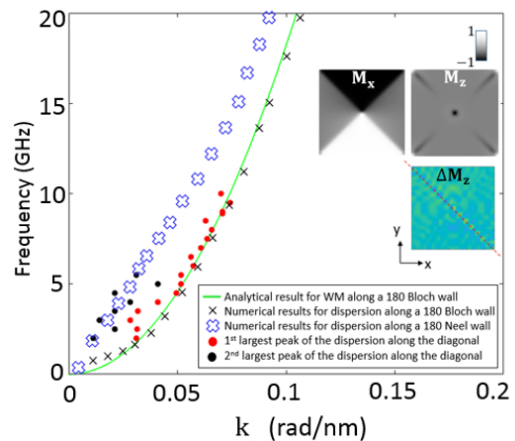 20
15
10
5
0
Frequency (GHz)
1
−1
Mx
Mz
ΔMz
y
x
Analytical result for WM along a 180 Bloch wall
Numerical results for dispersion along a 180 Bloch wall
Numerical results for dispersion along a 180 Neel wall
1st largest peak of the dispersion along the diagonal
2nd largest peak of the dispersion along the diagonal
0 0.05 0.1 0.15 0.2
k (rad/nm)